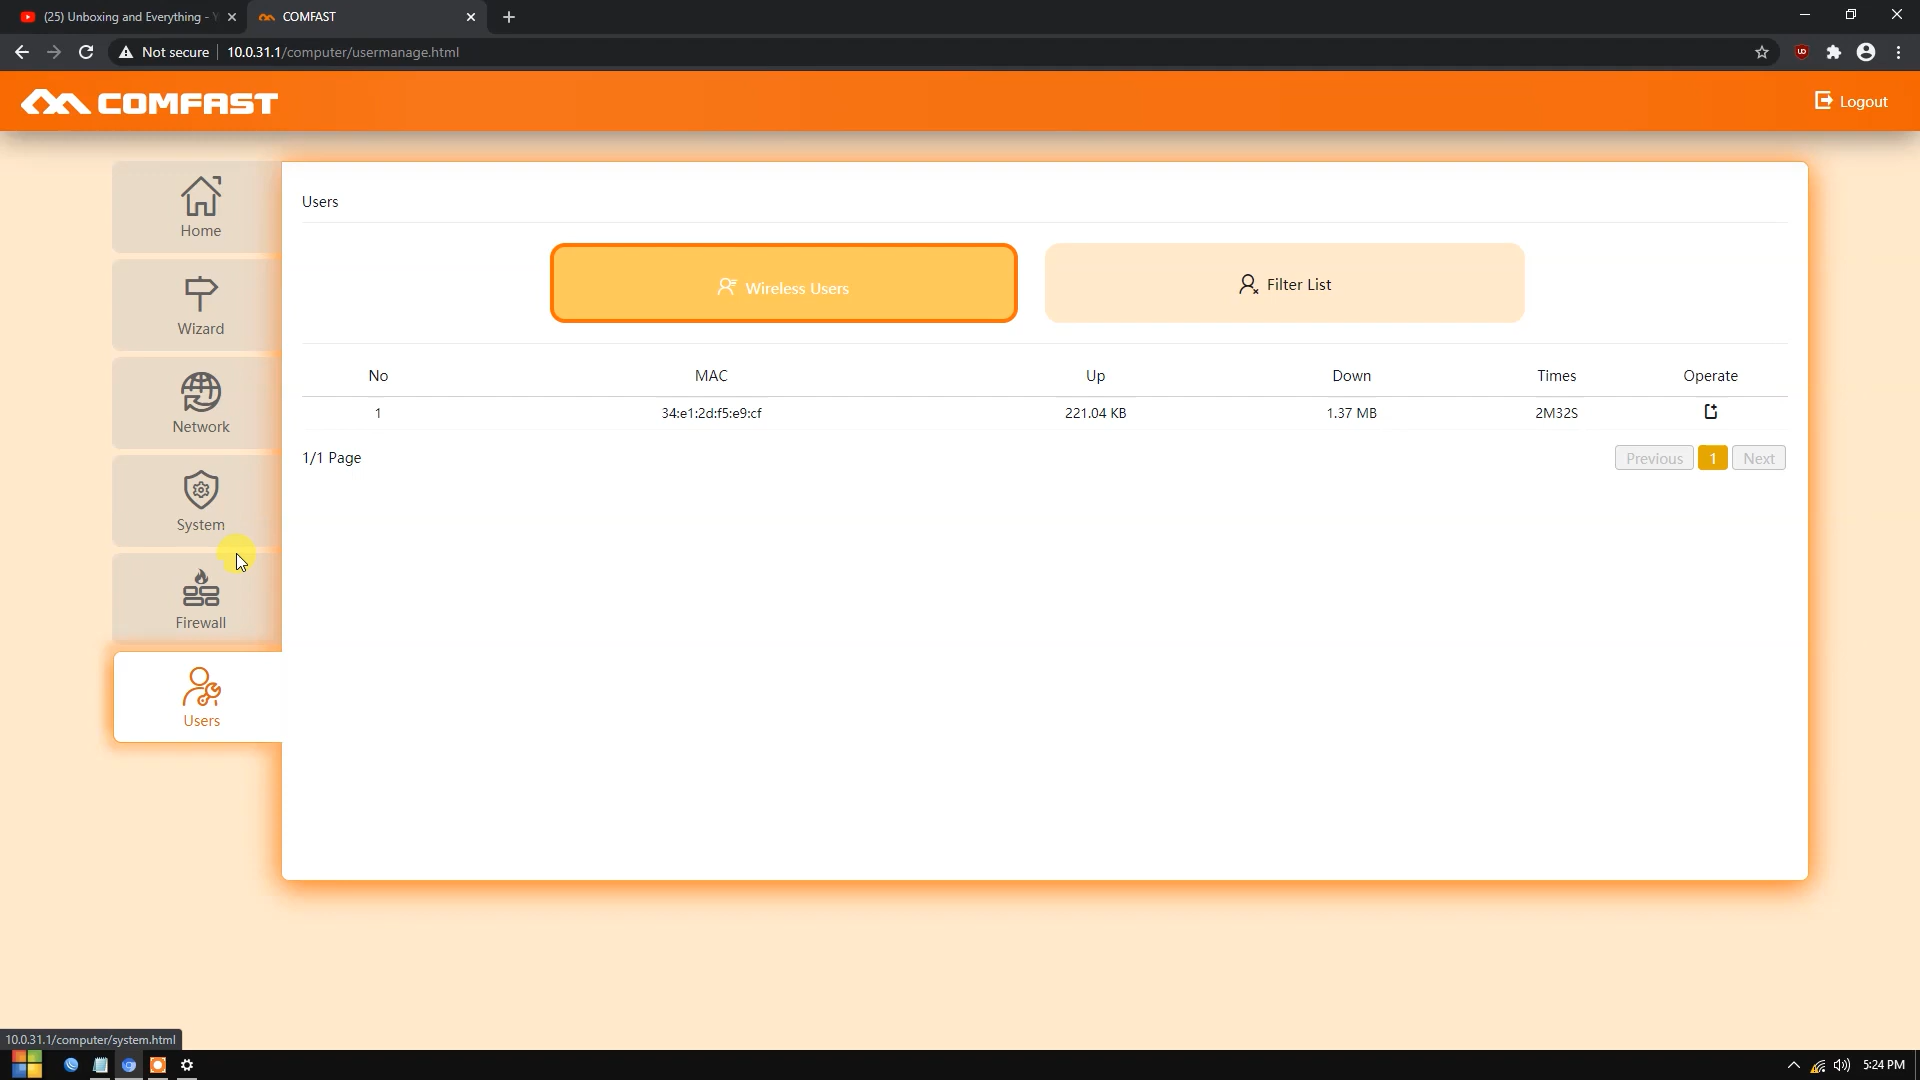 (25) Unboxing and Everything -
COMFAST
Not secure
10.0.31.1/computer/usermanage.html
COMFAST
Logout
Home
Wizard
Network
System
Firewall
Users
Users
Wireless Users
Filter List
No MAC Up Down Times Operate
1 34:e1:2d:f5:e9:cf 221.04 KB 1.37 MB 2M32S
1/1 Page
Previous 1 Next
10.0.31.1/computer/system.html
5:24 PM